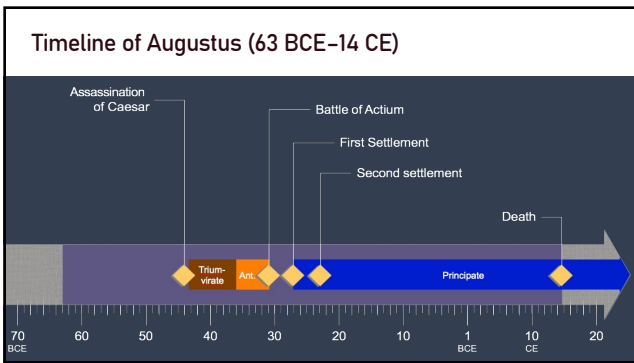 Timeline of Augustus (63 BCE–14 CE)
Assassination
of Caesar
Battle of Actium
First Settlement
Second settlement
Death
Trium-
virate
Ant.
Principate
70 60 50 40 30 20 10 1 10 20
BCE BCE CE